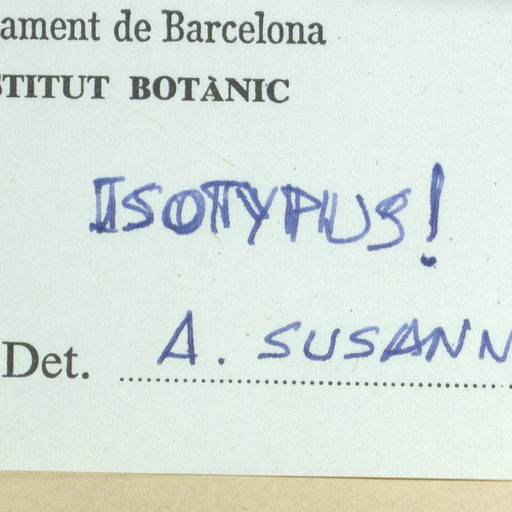 ament de Barcelona
STITUT BOTÀNIC
ISOTYPUS!
Det. A. SUSANN